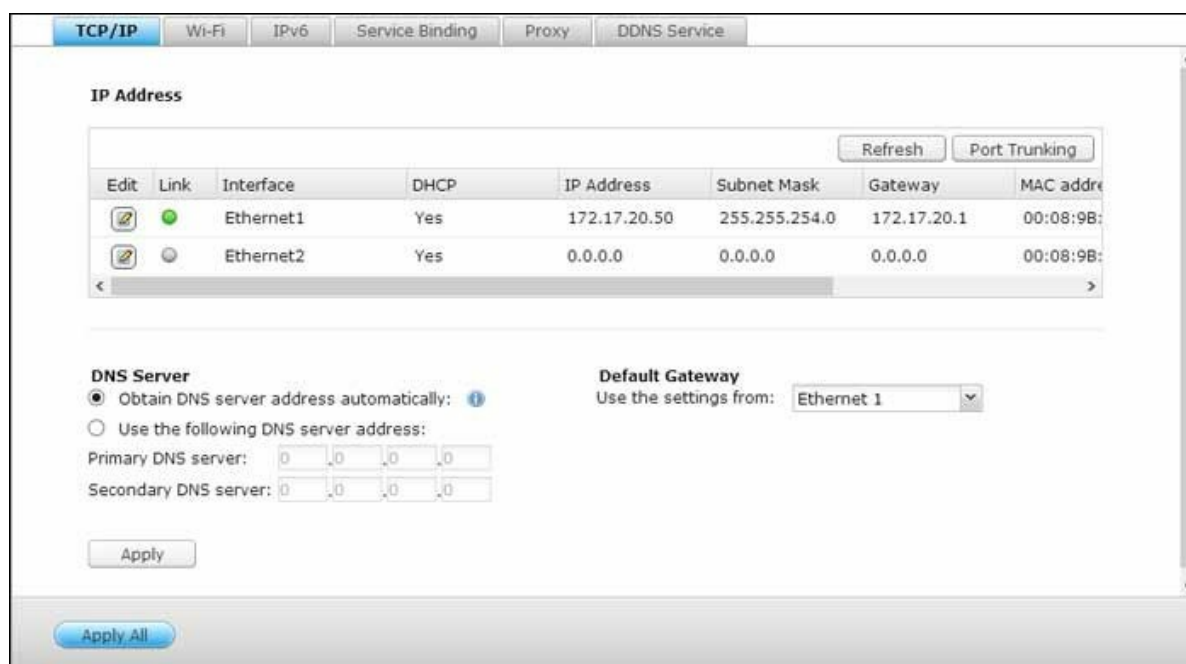 TCP/IP Wi-Fi IPv6 Service Binding Proxy DDNS Service
IP Address
Refresh Port Trunking
Edit Link Interface DHCP IP Address Subnet Mask Gateway MAC addre
Ethernet1 Yes 172.17.20.50 255.255.254.0 172.17.20.1 00:08:9B:
Ethernet2 Yes 0.0.0.0 0.0.0.0 0.0.0.0 00:08:9B:
DNS Server Default Gateway
Obtain DNS server address automatically: Use the settings from: Ethernet 1
Use the following DNS server address:
Primary DNS server: 0 .0 .0 .0
Secondary DNS server: 0 .0 .0 .0
Apply
Apply All